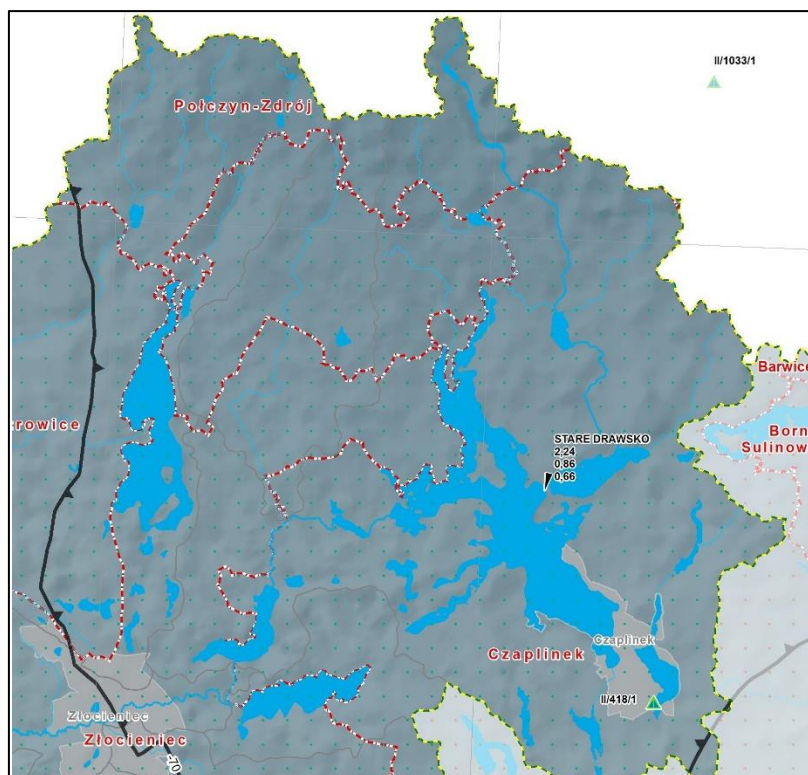 II/1033/1
Połczyn-Zdrój
Barwice
rowice
Born
Sulinow
STARE DRAWSKO
2,24
0,86
0,66
Czaplinek
Czaplinek
II/418/1
Złocieniec
Złocieniec
-70